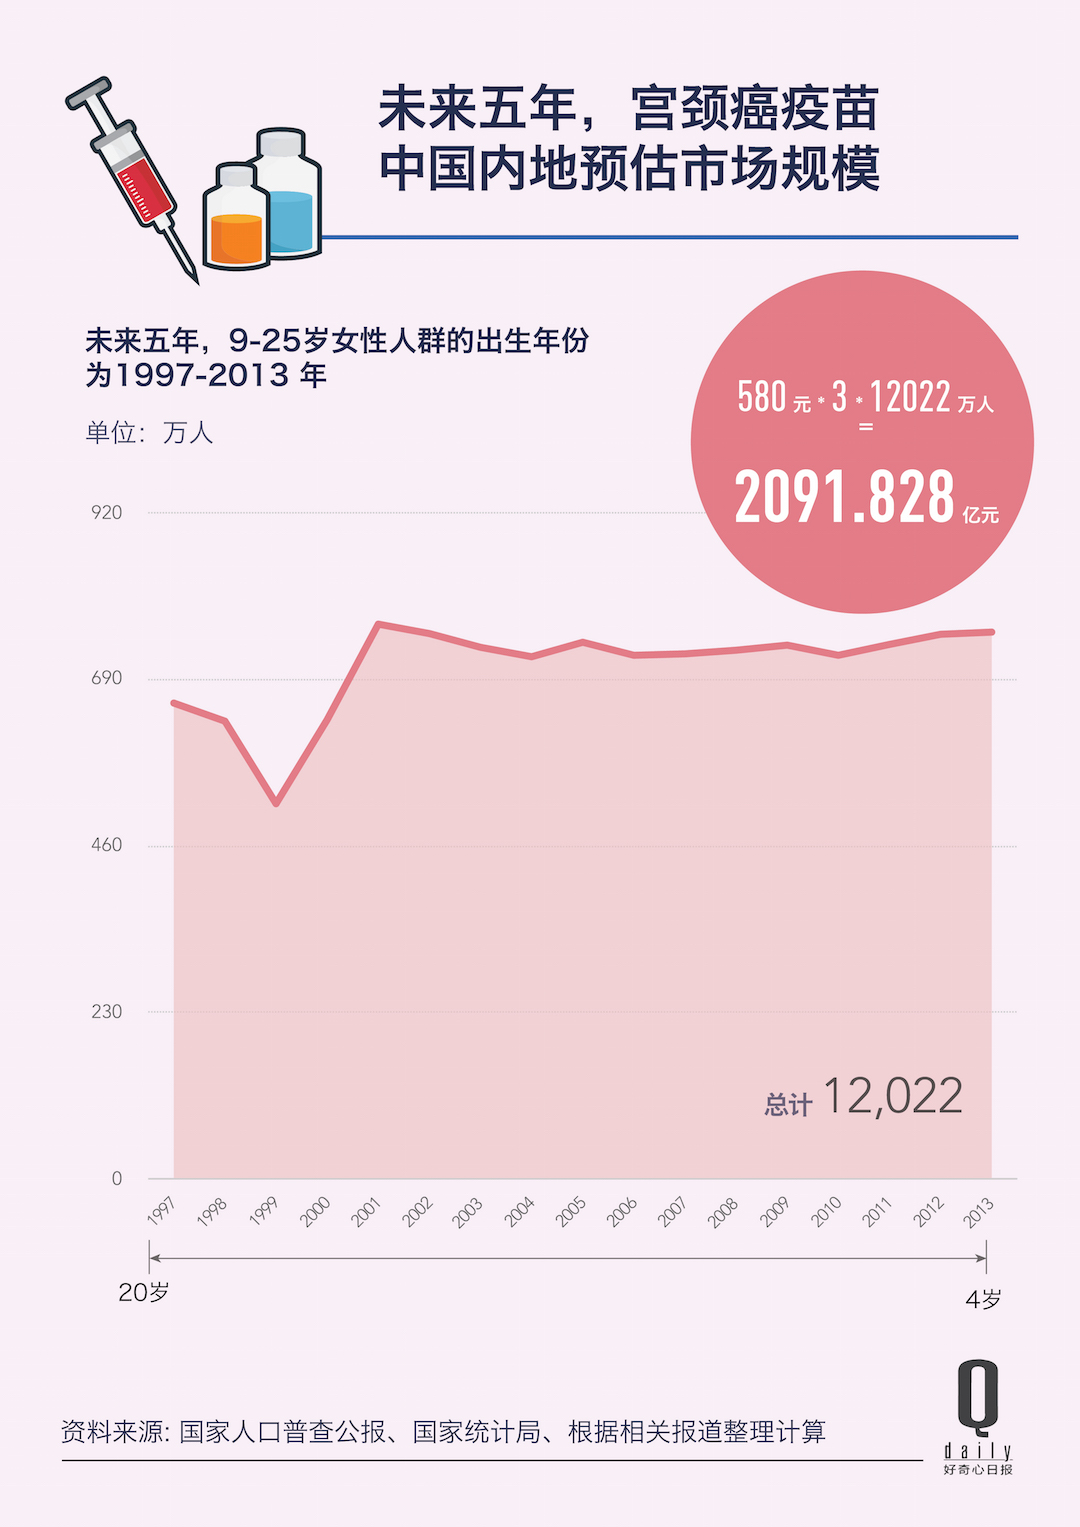 未来五年，宫颈癌疫苗
中国内地预估市场规模
未来五年，9-25岁女性人群的出生年份
为1997-2013 年
单位：万人
580 元 * 3 * 12022 万人
=
2091.828 亿元
920
690
460
230
0
总计 12,022
1997 1998 1999 2000 2001 2002 2003 2004 2005 2006 2007 2008 2009 2010 2011 2012 2013
20岁
4岁
资料来源: 国家人口普查公报、国家统计局、根据相关报道整理计算
Q
daily
好奇心日报